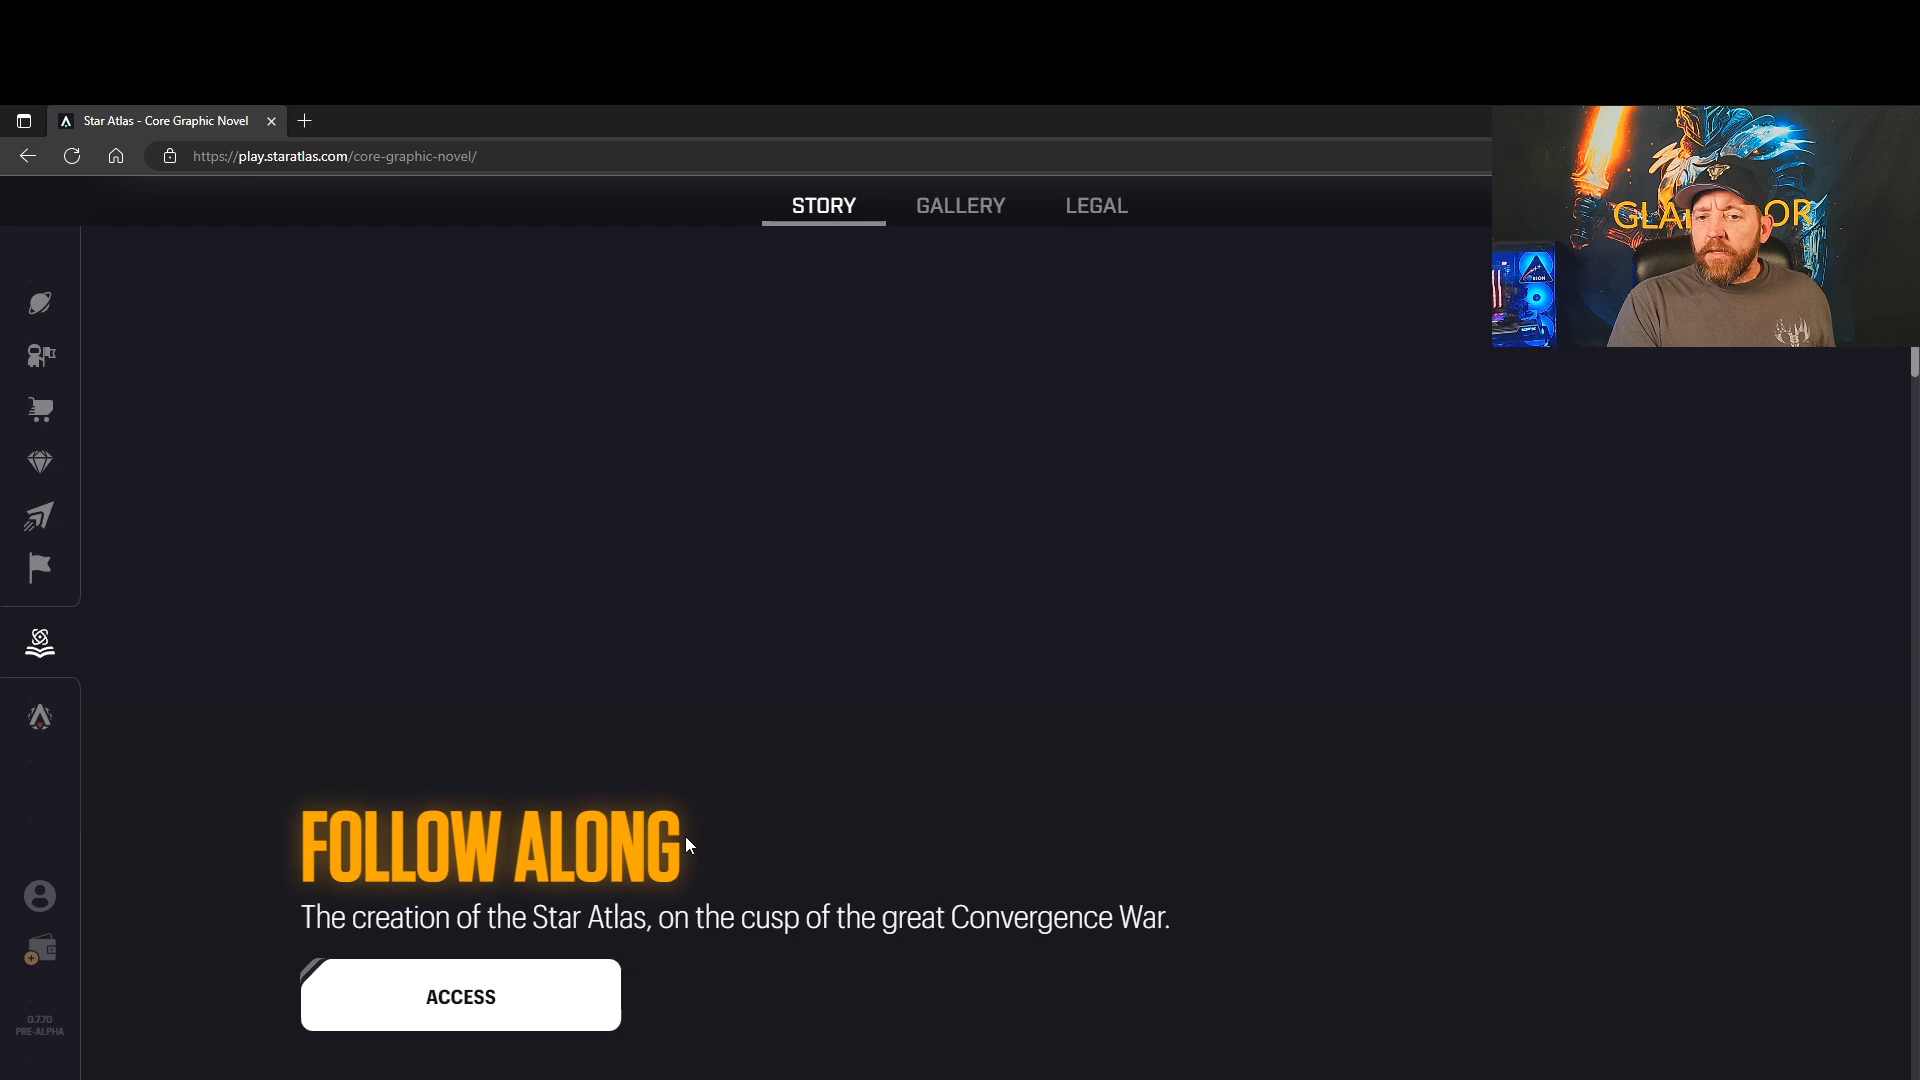 Star Atlas - Core Graphic Novel
https://play.staratlas.com/core-graphic-novel/
STORY GALLERY LEGAL
FOLLOW ALONG
The creation of the Star Atlas, on the cusp of the great Convergence War.
ACCESS
0.7.70
PRE-ALPHA